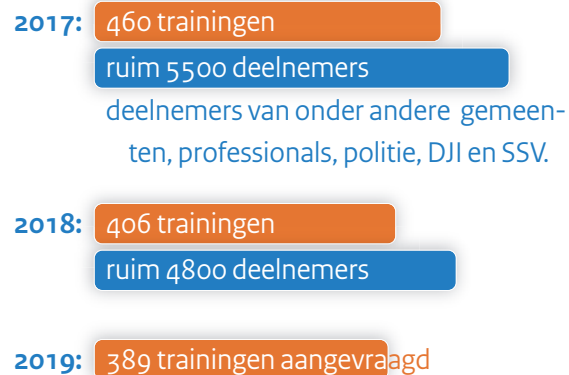 2017: 460 trainingen
ruim 5500 deelnemers
deelnemers van onder andere gemeen-
ten, professionals, politie, DJI en SSV.
2018: 406 trainingen
ruim 4800 deelnemers
2019: 389 trainingen aangevraagd